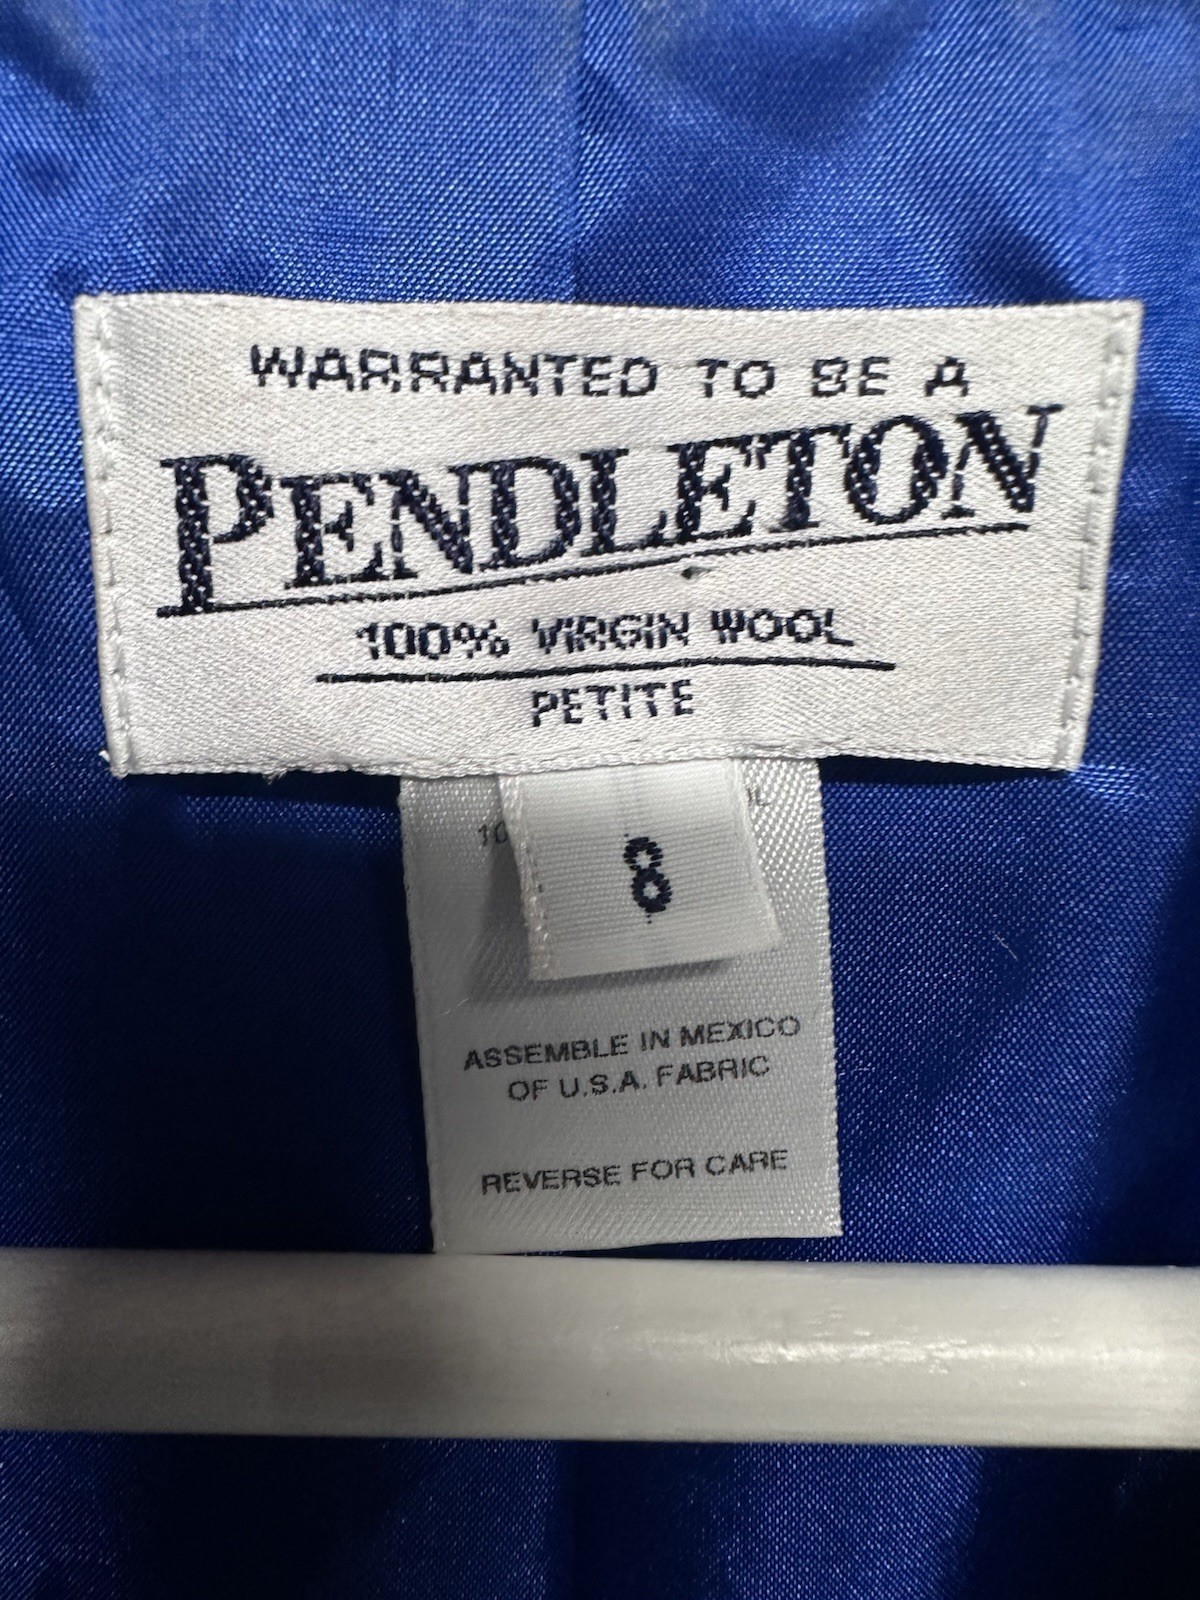 WARRANTED TO BE A
PENDLETON
100% VIRGIN WOOL
PETITE
8
ASSEMBLE IN MEXICO
OF U.S.A. FABRIC
REVERSE FOR CARE